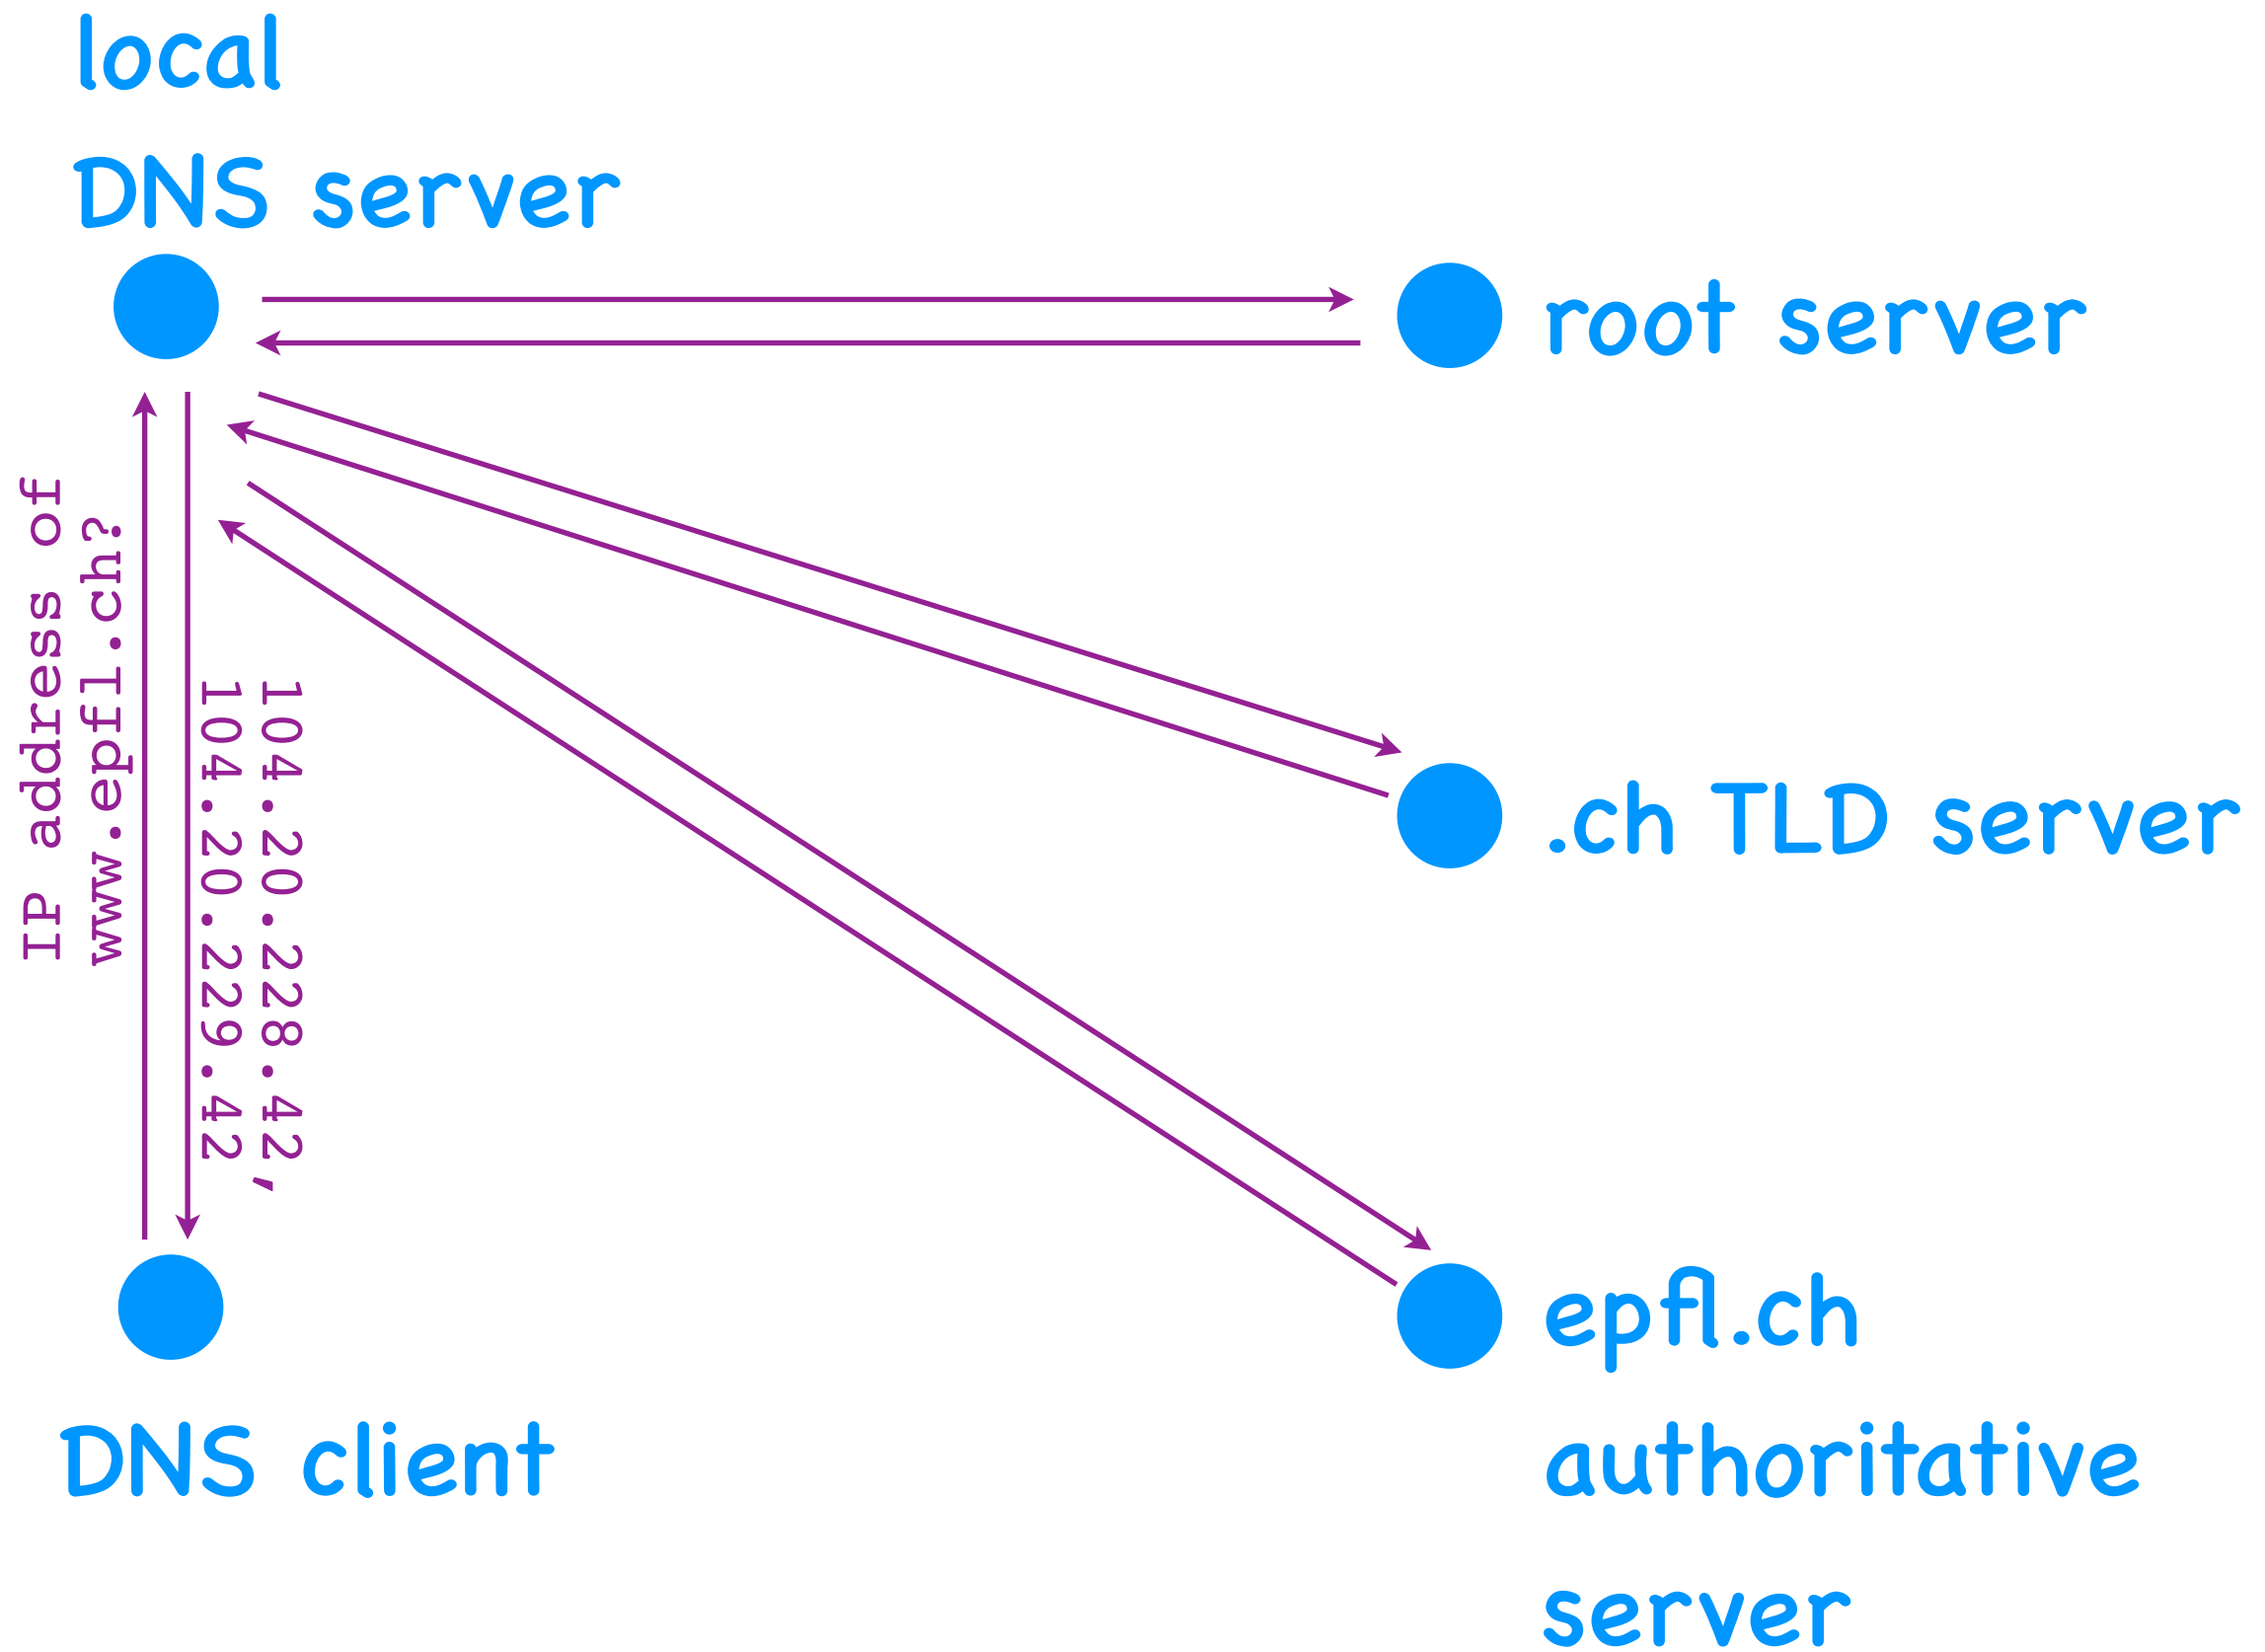 local
DNS server
root server
IP address of
www.epfl.ch?
104.20.228.42,
104.20.229.42
.ch TLD server
DNS client
epfl.ch
authoritative
server